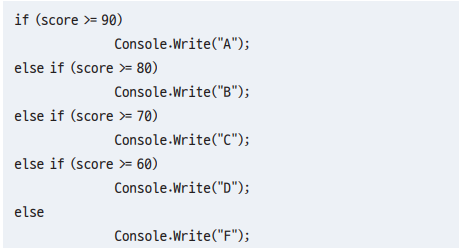 if (score >= 90)
Console.Write("A");
else if (score >= 80)
Console.Write("B");
else if (score >= 70)
Console.Write("C");
else if (score >= 60)
Console.Write("D");
else
Console.Write("F");